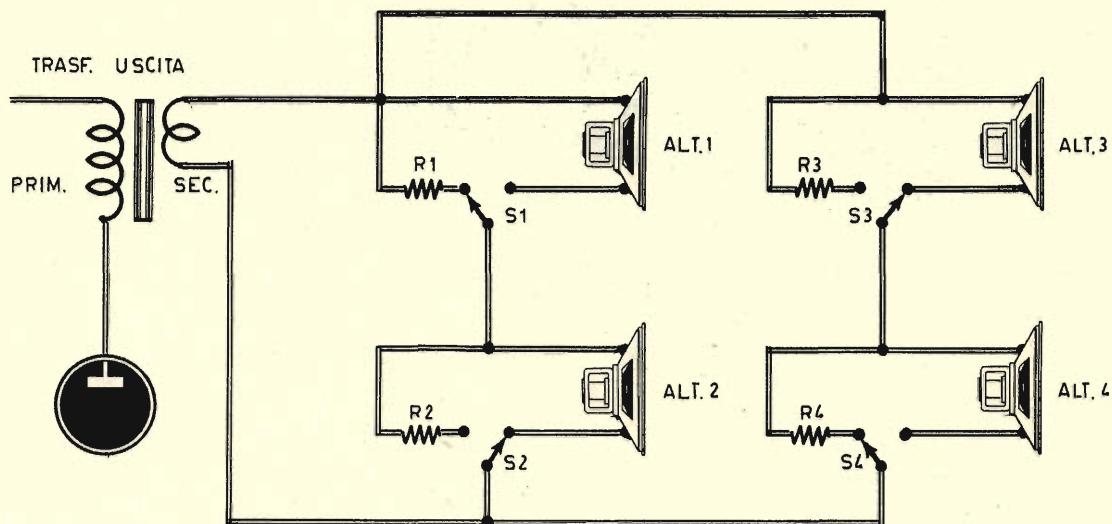 TRASF. USCITA
PRIM.
SEC.
R1
S1
ALT.1
R3
S3
ALT.3
R2
S2
ALT. 2
R4
S4
ALT. 4